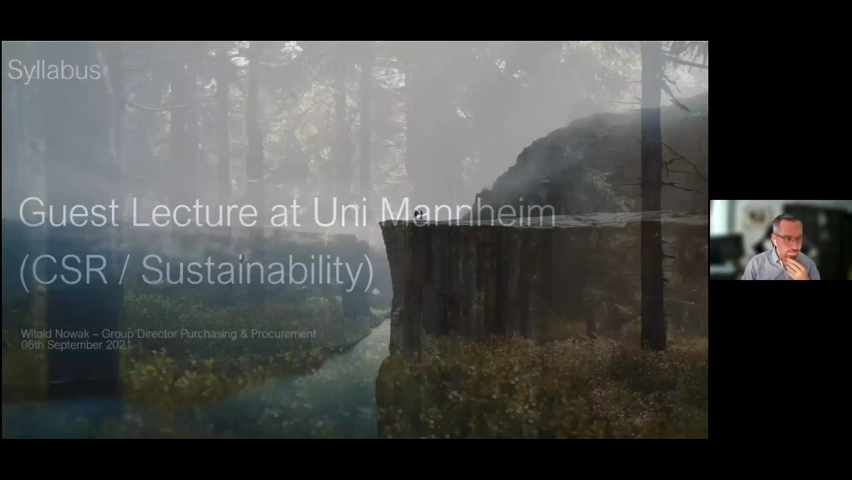 Syllabus
Guest Lecture at Uni Mannheim
(CSR / Sustainability)
Witold Nowak – Group Director Purchasing & Procurement
06th September 2021